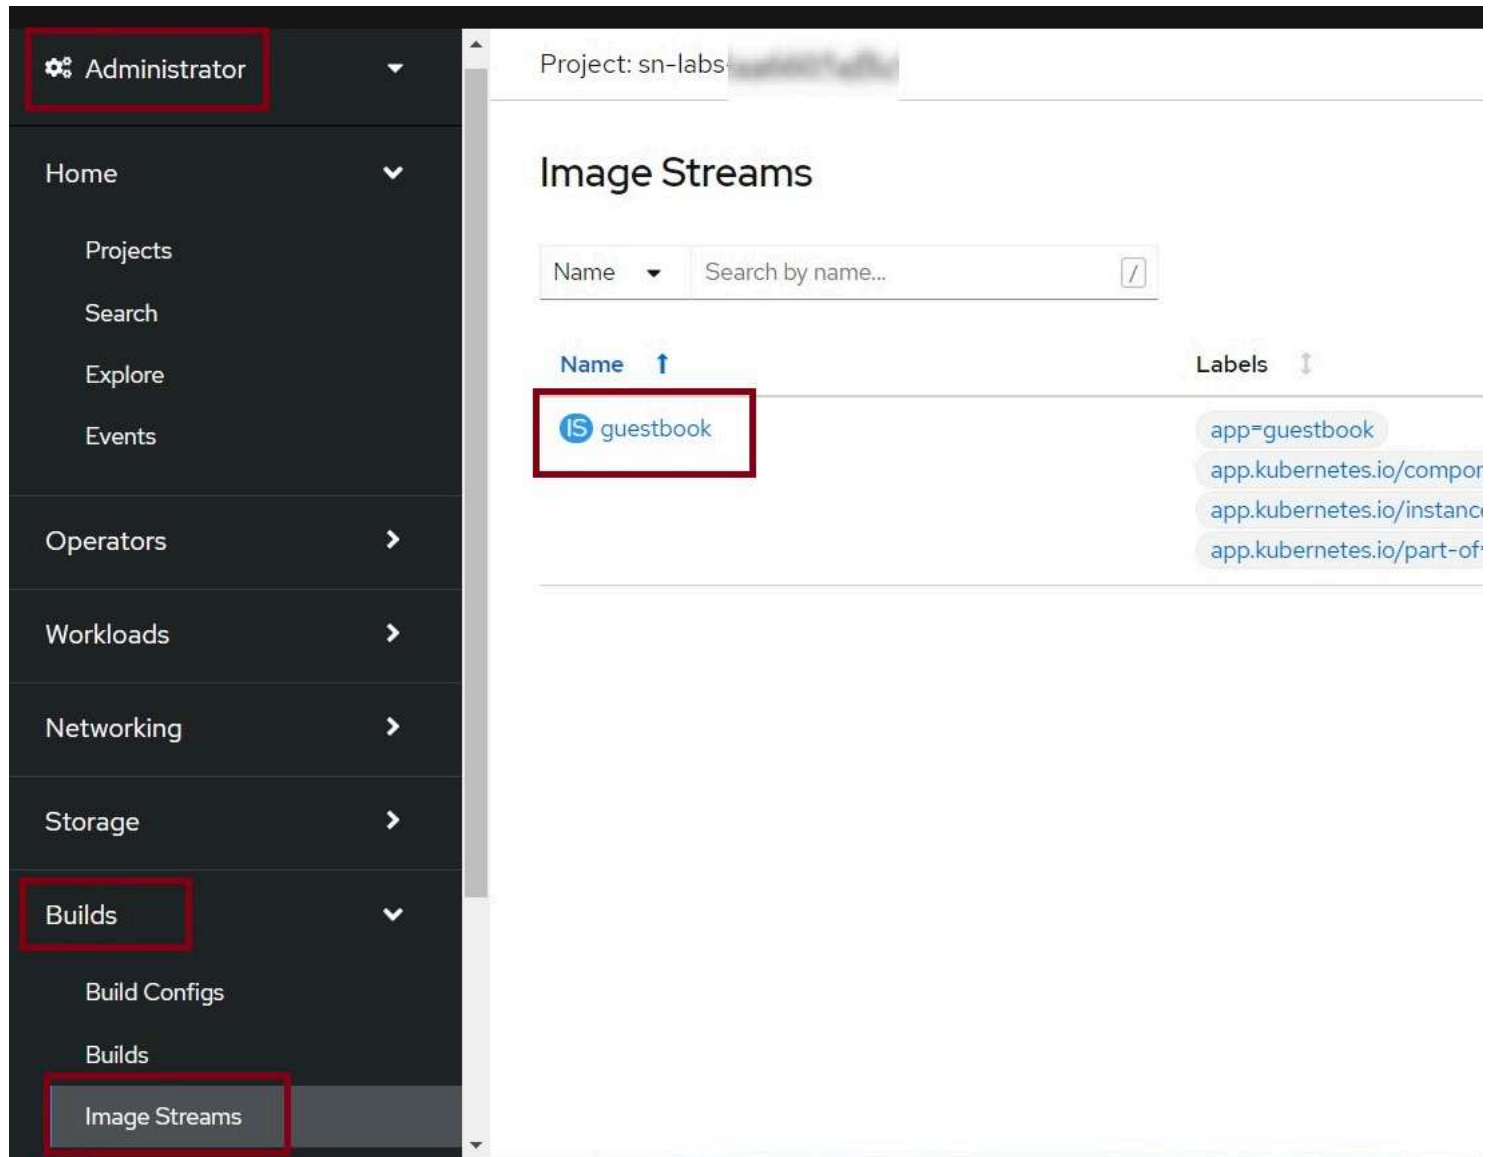 Administrator
Home
Projects
Search
Explore
Events
Operators
Workloads
Networking
Storage
Builds
Build Configs
Builds
Image Streams
Project: sn-labs-
Image Streams
Name Search by name... /
Name Labels
IS guestbook
app=guestbook
app.kubernetes.io/compor
app.kubernetes.io/instance
app.kubernetes.io/part-of=